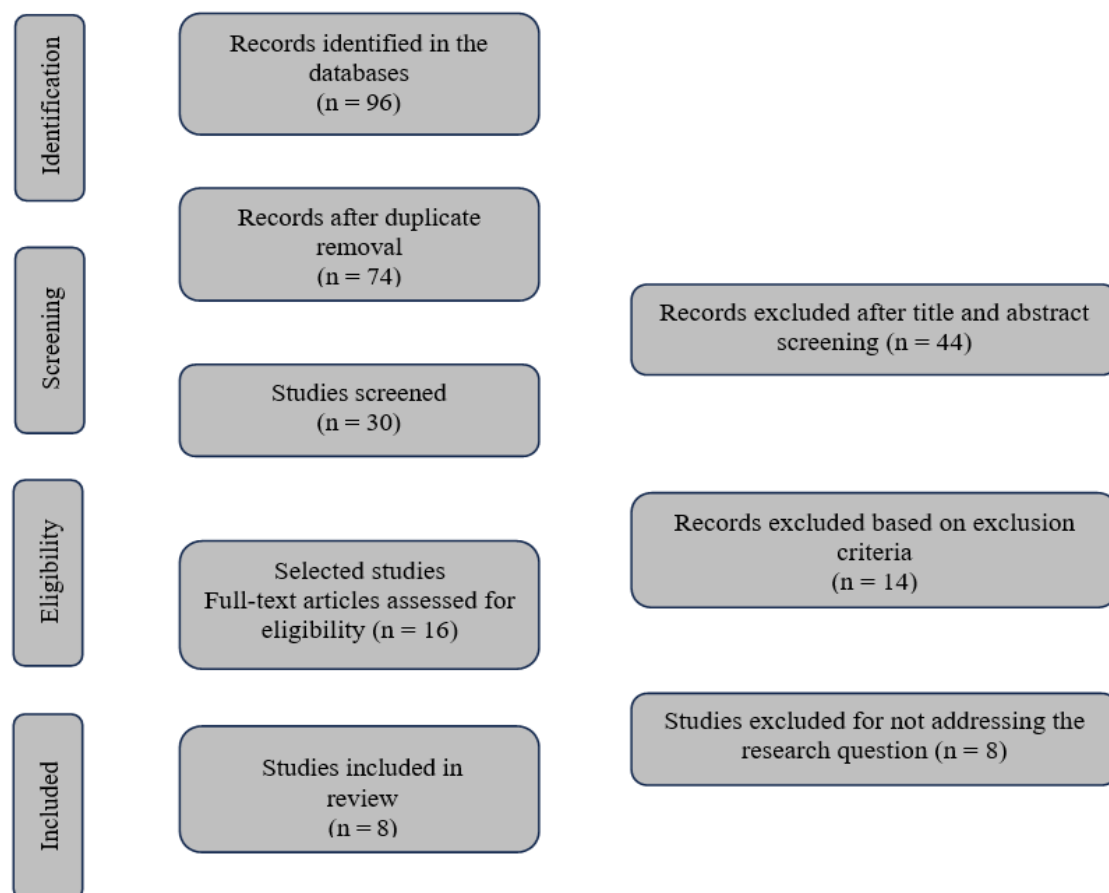 Identification
Records identified in the
databases
(n = 96)
Records after duplicate
removal
(n = 74)
Screening
Records excluded after title and abstract
screening (n = 44)
Studies screened
(n = 30)
Eligibility
Records excluded based on exclusion
criteria
(n = 14)
Selected studies
Full-text articles assessed for
eligibility (n = 16)
Included
Studies excluded for not addressing the
research question (n = 8)
Studies included in
review
(n = 8)